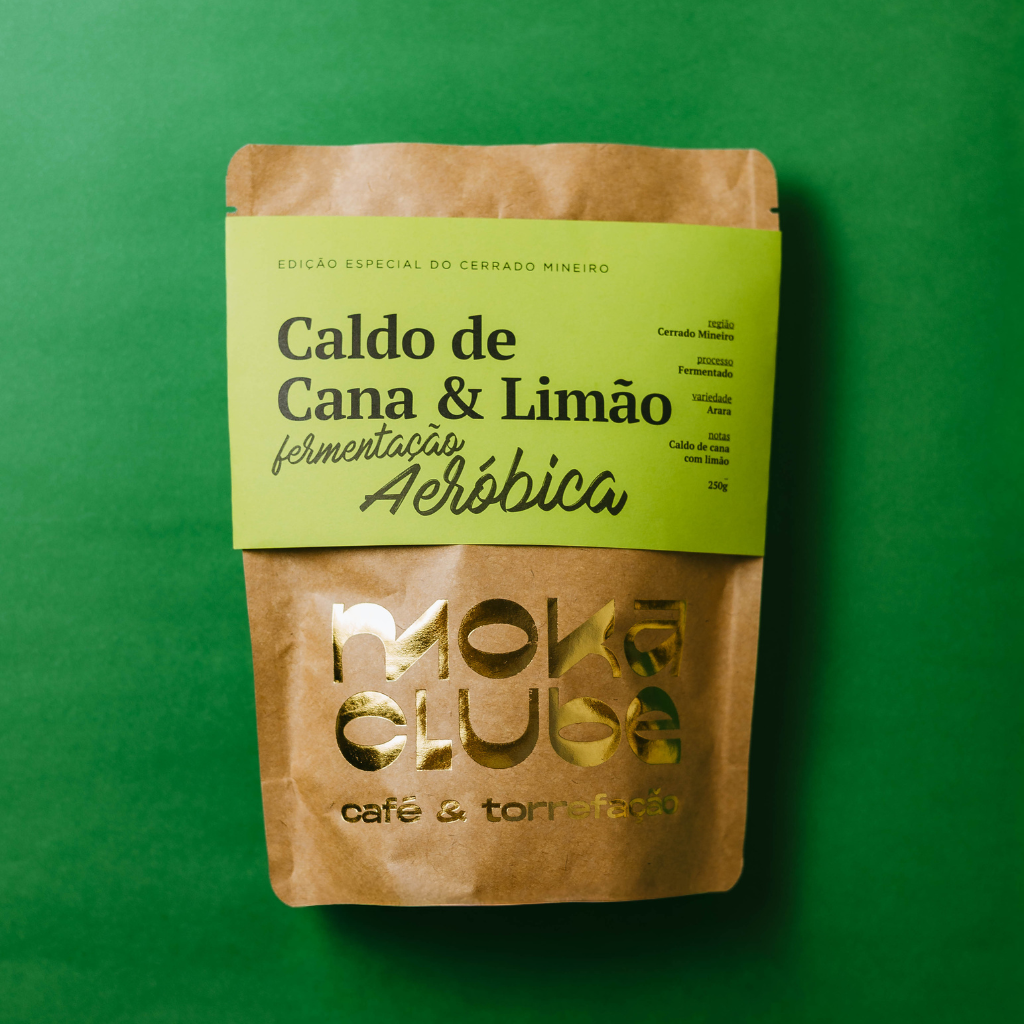 EDIÇÃO ESPECIAL DO CERRADO MINEIRO
Caldo de
Cana & Limão
fermentação
Aeróbica
região
Cerrado Mineiro
processo
Fermentado
variedade
Arara
notas
Caldo de cana
com limão
250g
moka
clube
café & torrefação